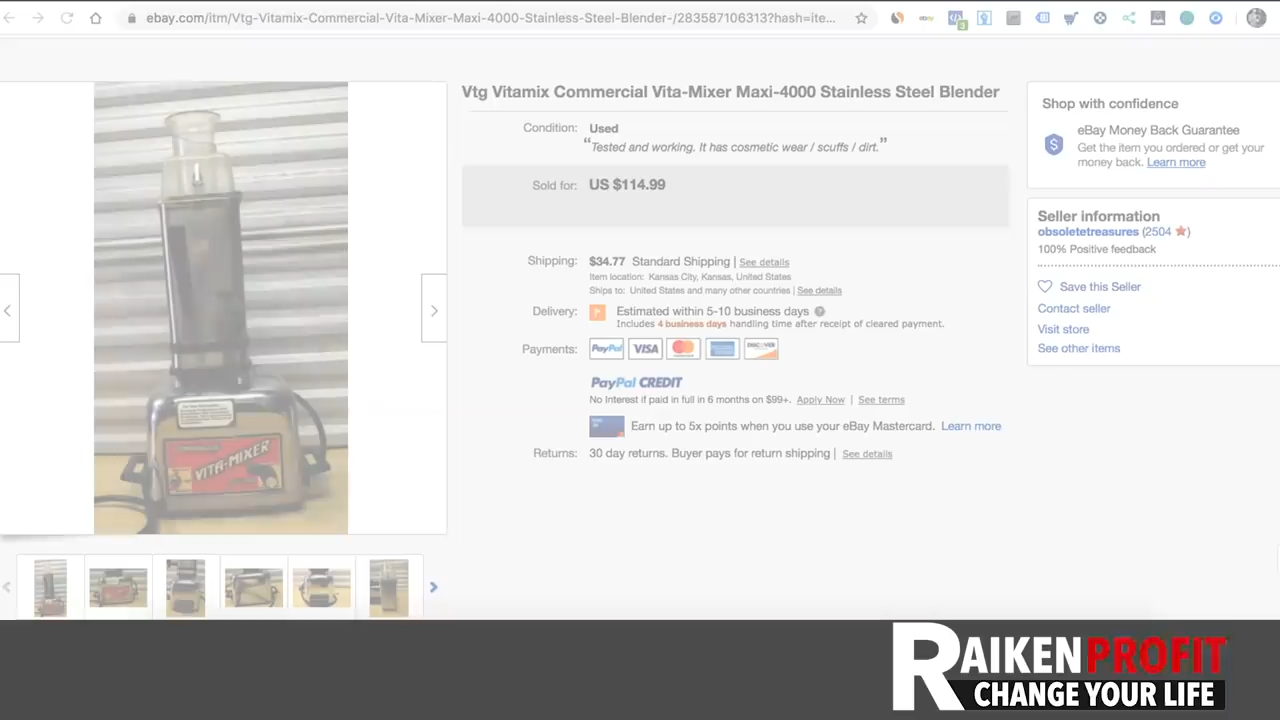 ebay.com/itm/Vtg-Vitamix-Commercial-Vita-Mixer-Maxi-4000-Stainless-Steel-Blender-/283587106313?hash=ite...
3
Vtg Vitamix Commercial Vita-Mixer Maxi-4000 Stainless Steel Blender
Condition: Used
“Tested and working. It has cosmetic wear / scuffs / dirt.”
Sold for: US $114.99
Shipping: $34.77 Standard Shipping | See details
Item location: Kansas City, Kansas, United States
Ships to: United States and many other countries | See details
Delivery: Estimated within 5-10 business days
Includes 4 business days handling time after receipt of cleared payment.
Payments: PayPal VISA DISCOVER
PayPal CREDIT
No Interest if paid in full in 6 months on $99+. Apply Now | See terms
Earn up to 5x points when you use your eBay Mastercard. Learn more
Returns: 30 day returns. Buyer pays for return shipping | See details
Shop with confidence
eBay Money Back Guarantee
Get the item you ordered or get your
money back. Learn more
Seller information
obsoletetreasures (2504)
100% Positive feedback
Save this Seller
Contact seller
Visit store
See other items
VITA-MIXER
RAIKENPROFIT
CHANGE YOUR LIFE